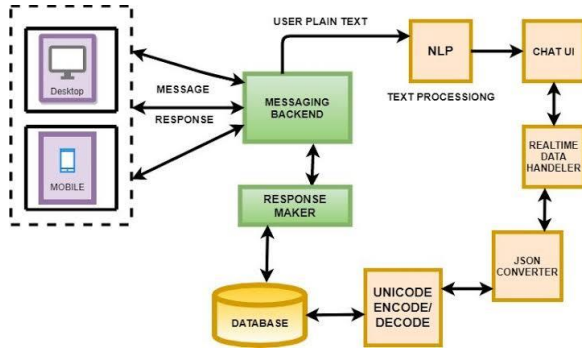 USER PLAIN TEXT
NLP
CHAT UI
Desktop
MESSAGE
RESPONSE
MESSAGING
BACKEND
TEXT PROCESSIONG
MOBILE
REALTIME
DATA
HANDELER
RESPONSE
MAKER
JSON
CONVERTER
UNICODE
ENCODE/
DECODE
DATABASE